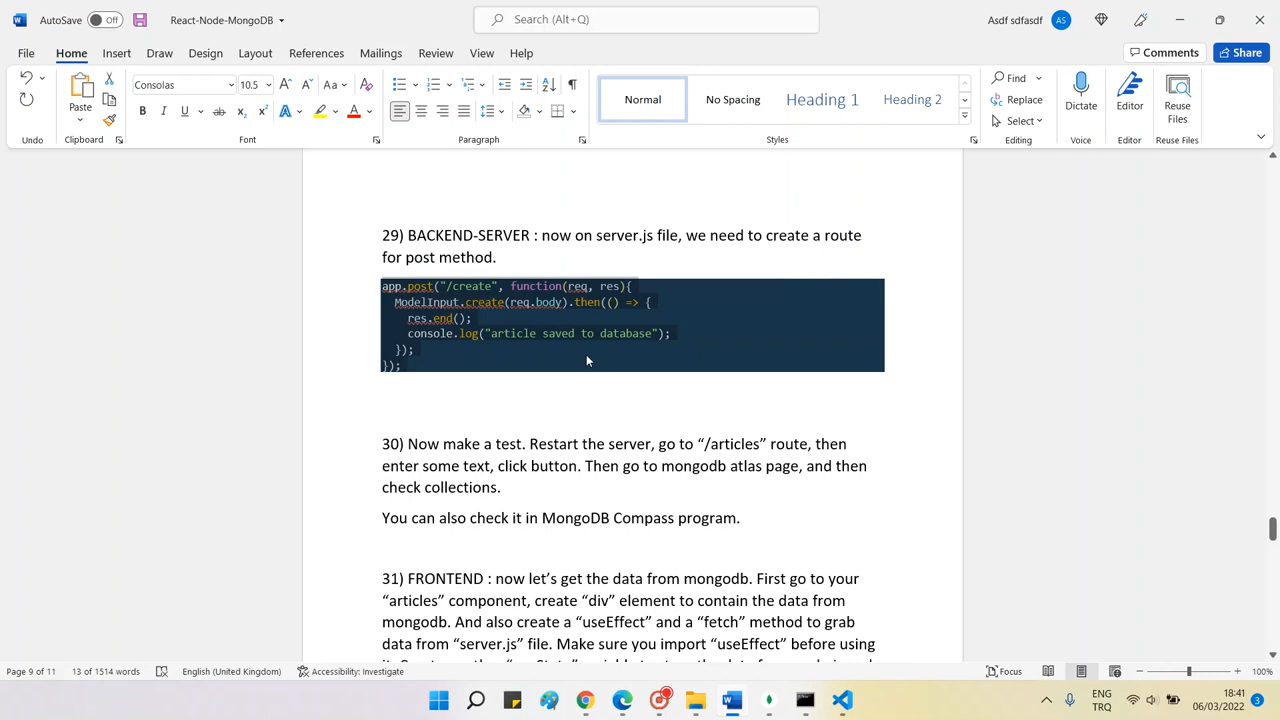 AutoSave Off React-Node-MongoDB Search (Alt+Q) Asdf sdfasdf AS
File Home Insert Draw Design Layout References Mailings Review View Help Comments Share
Consolas 10.5 Aa Normal No Spacing Heading 1 Heading 2 Find
Paste Replace Dictate Editor Reuse Files
B I U ab x₂ A A Select
Undo Clipboard Font Paragraph Styles Editing Voice Editor Reuse Files
29) BACKEND-SERVER : now on server.js file, we need to create a route
for post method.
app.post("/create", function(req, res){
ModelInput.create(req.body).then(() => {
res.end();
console.log("article saved to database");
});
});
30) Now make a test. Restart the server, go to “/articles” route, then
enter some text, click button. Then go to mongodb atlas page, and then
check collections.
You can also check it in MongoDB Compass program.
31) FRONTEND : now let’s get the data from mongodb. First go to your
“articles” component, create “div” element to contain the data from
mongodb. And also create a “useEffect” and a “fetch” method to grab
data from “server.js” file. Make sure you import “useEffect” before using
Page 9 of 11 13 of 1514 words English (United Kingdom) Accessibility: Investigate Focus 100%
ENG
TRQ
18:41
06/03/2022
3